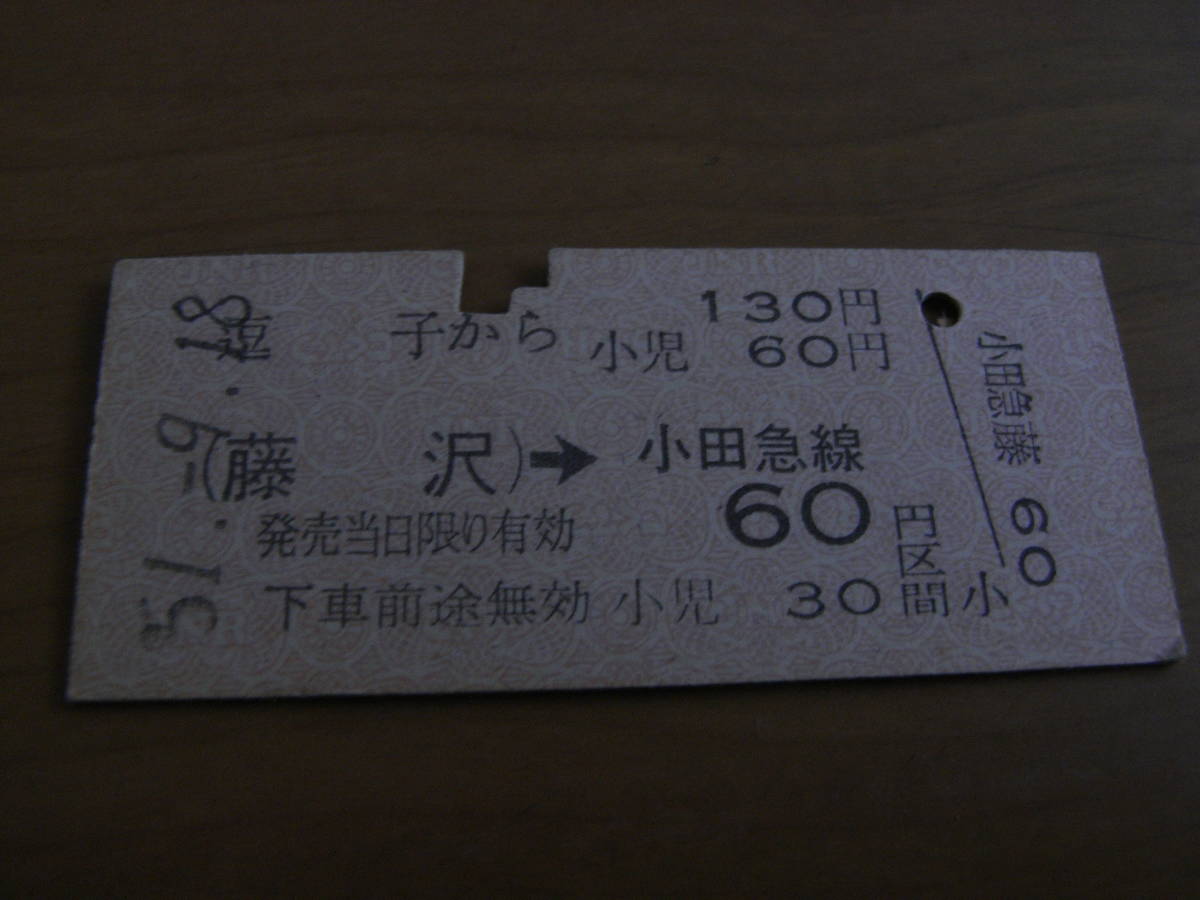 子から 130円
小児 60円
(藤沢)➡小田急線
60円区間
発売当日限り有効
下車前途無効 小児 30 小
51.-9.18
小田急藤 60